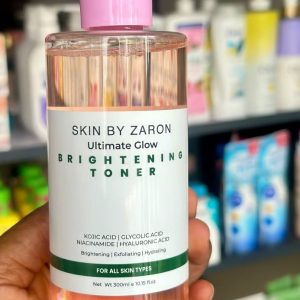 SKIN BY ZARON
Ultimate Glow
BRIGHTENING
TONER
KOJIC ACID | GLYCOLIC ACID
NIACINAMIDE | HYALURONIC ACID
Brightening | Exfoliating | Hydrating
FOR ALL SKIN TYPES
Net Wt 300ml e 10.15 fl oz